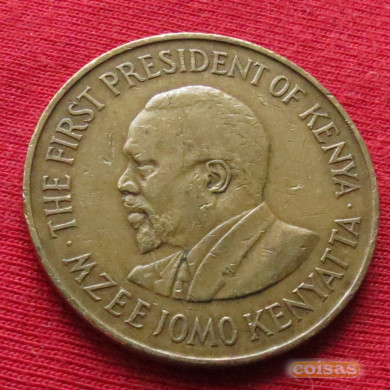 · THE FIRST PRESIDENT OF KENYA ·
MZEE JOMO KENYATTA
coisas